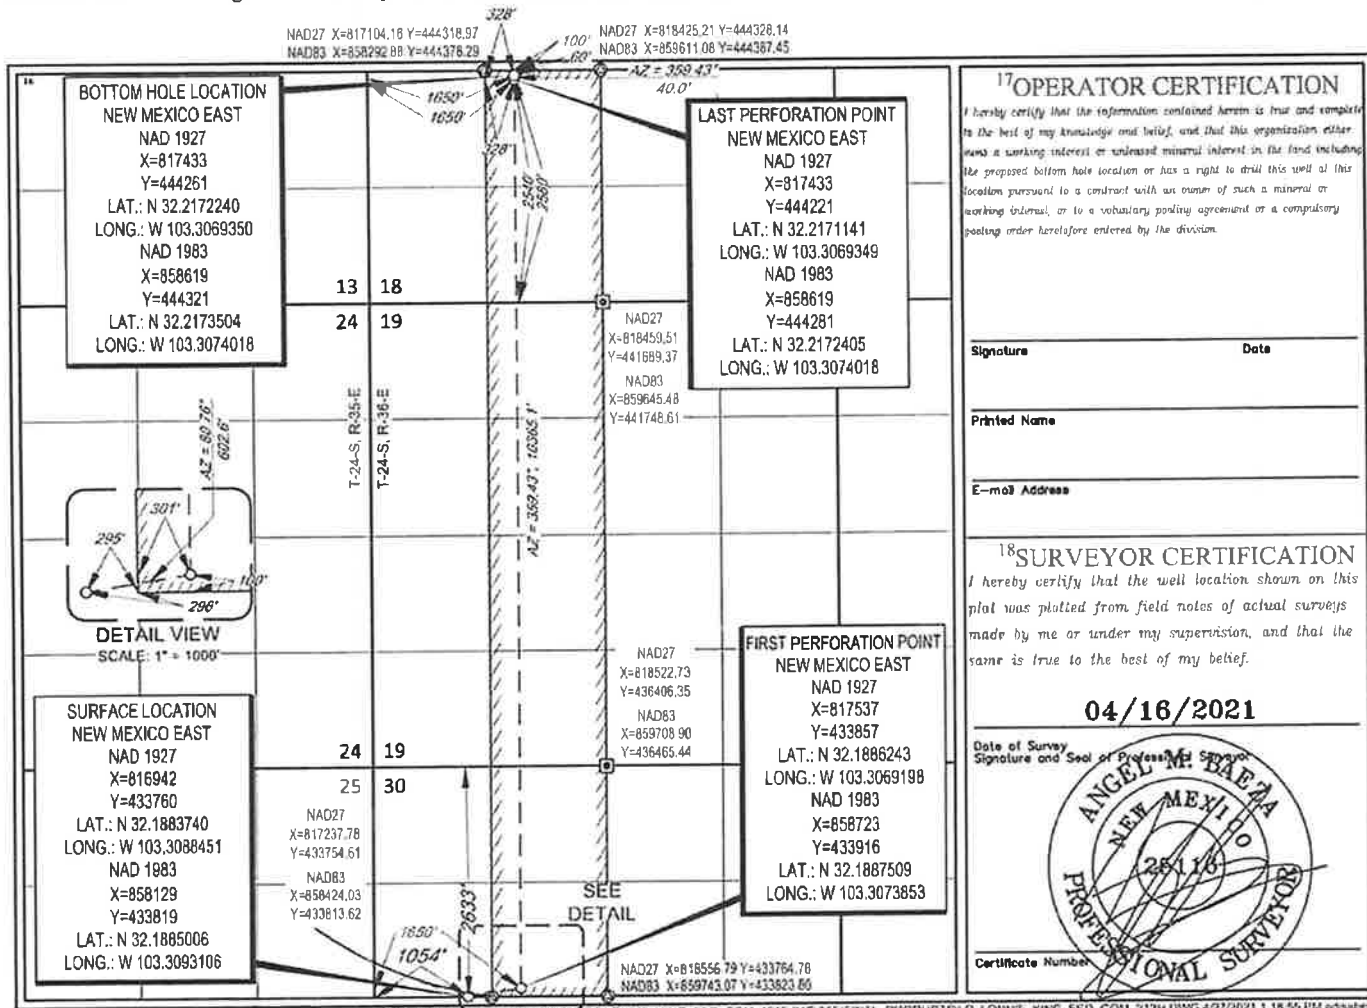 328'
NAD27 X=817104.16 Y=444318.97
NAD83 X=858292.88 Y=444378.29
100'
60'
NAD27 X=818425.21 Y=444328.14
NAD83 X=859611.08 Y=444387.45
AZ = 359.43°
40.0'
16
BOTTOM HOLE LOCATION
NEW MEXICO EAST
NAD 1927
X=817433
Y=444261
LAT.: N 32.2172240
LONG.: W 103.3069350
NAD 1983
X=858619
Y=444321
LAT.: N 32.2173504
LONG.: W 103.3074018
1650'
1650'
328'
2540'
2580'
LAST PERFORATION POINT
NEW MEXICO EAST
NAD 1927
X=817433
Y=444221
LAT.: N 32.2171141
LONG.: W 103.3069349
NAD 1983
X=858619
Y=444281
LAT.: N 32.2172405
LONG.: W 103.3074018
13 18
24 19
NAD27
X=818459.51
Y=441689.37
NAD83
X=859645.48
Y=441748.61
T-24-S, R-35-E
T-24-S, R-36-E
AZ = 359.43°, 10365.1'
AZ = 80.76°
602.6'
301'
295'
100'
296'
DETAIL VIEW
SCALE: 1" = 1000'
SURFACE LOCATION
NEW MEXICO EAST
NAD 1927
X=816942
Y=433760
LAT.: N 32.1883740
LONG.: W 103.3088451
NAD 1983
X=858129
Y=433819
LAT.: N 32.1885006
LONG.: W 103.3093106
NAD27
X=818522.73
Y=436406.35
NAD83
X=859708.90
Y=436465.44
24 19
25 30
NAD27
X=817237.78
Y=433754.61
NAD83
X=858424.03
Y=433813.62
2633'
1650'
1054'
SEE
DETAIL
FIRST PERFORATION POINT
NEW MEXICO EAST
NAD 1927
X=817537
Y=433857
LAT.: N 32.1886243
LONG.: W 103.3069198
NAD 1983
X=858723
Y=433916
LAT.: N 32.1887509
LONG.: W 103.3073853
NAD27 X=818556.79 Y=433764.78
NAD83 X=859743.07 Y=433823.80
17OPERATOR CERTIFICATION
I hereby certify that the information contained herein is true and complete
to the best of my knowledge and belief, and that this organization either
owns a working interest or unleased mineral interest in the land including
the proposed bottom hole location or has a right to drill this well at this
location pursuant to a contract with an owner of such a mineral or
working interest, or to a voluntary pooling agreement or a compulsory
pooling order heretofore entered by the division.
Signature Date
Printed Name
E-mail Address
18SURVEYOR CERTIFICATION
I hereby certify that the well location shown on this
plat was plotted from field notes of actual surveys
made by me or under my supervision, and that the
same is true to the best of my belief.
04/16/2021
Date of Survey
Signature and Seal of Professional Surveyor
ANGEL M. BAEZA
NEW MEXICO
25116
PROFESSIONAL SURVEYOR
Certificate Number